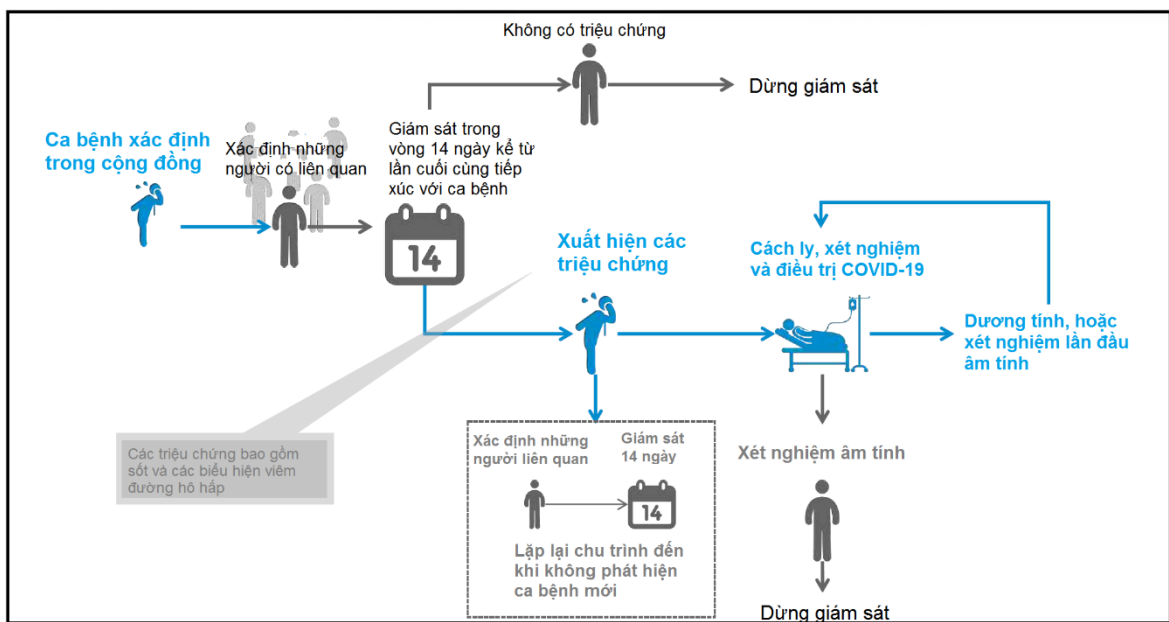 Không có triệu chứng
Dừng giám sát
Ca bệnh xác định
trong cộng đồng
Xác định những
người có liên quan
Giám sát trong
vòng 14 ngày kể từ
lần cuối cùng tiếp
xúc với ca bệnh
14
Xuất hiện các
triệu chứng
Cách ly, xét nghiệm
và điều trị COVID-19
Dương tính, hoặc
xét nghiệm lần đầu
âm tính
Các triệu chứng bao gồm
sốt và các biểu hiện viêm
đường hô hấp
Xác định những
người liên quan
Giám sát
14 ngày
14
Lặp lại chu trình đến
khi không phát hiện
ca bệnh mới
Xét nghiệm âm tính
Dừng giám sát